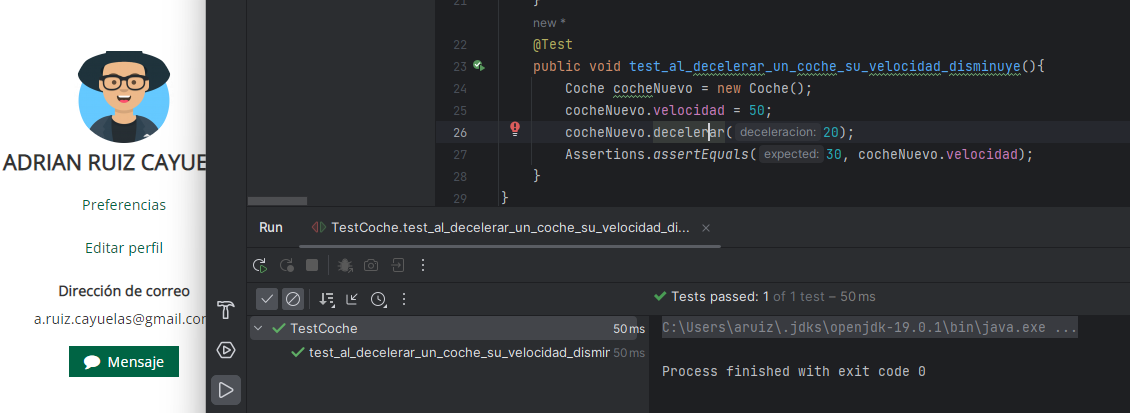 ADRIAN RUIZ CAYUE
Preferencias
Editar perfil
Dirección de correo
a.ruiz.cayuelas@gmail.com
Mensaje
21 }
new *
22 @Test
23 public void test_al_decelerar_un_coche_su_velocidad_disminuye(){
24 Coche cocheNuevo = new Coche();
25 cocheNuevo.velocidad = 50;
26 cocheNuevo.decelerar( deceleracion: 20);
27 Assertions.assertEquals( expected: 30, cocheNuevo.velocidad);
28 }
29 }
Run TestCoche.test_al_decelerar_un_coche_su_velocidad_di... ×
Tests passed: 1 of 1 test – 50 ms
TestCoche 50 ms
test_al_decelerar_un_coche_su_velocidad_dismir 50 ms
C:\Users\aruiz\.jdks\openjdk-19.0.1\bin\java.exe ...
Process finished with exit code 0